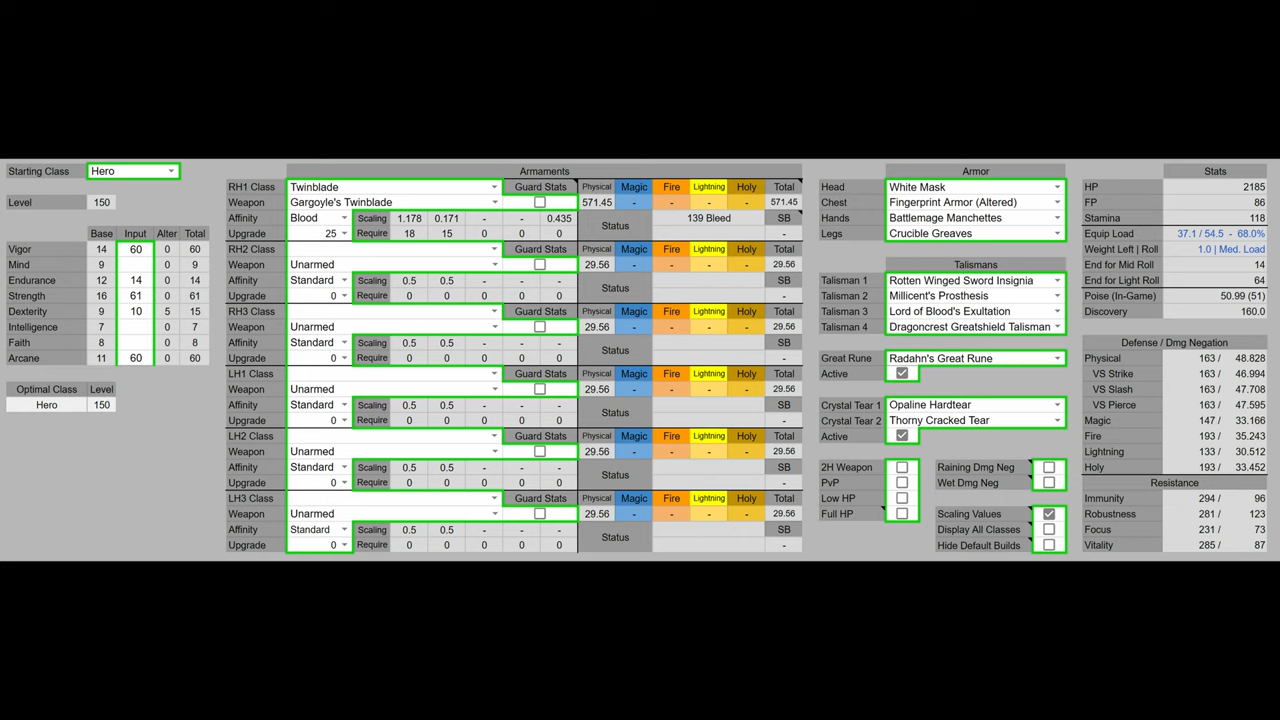 Starting Class Hero
Level 150
Base Input Alter Total
Vigor 14 60 0 60
Mind 9 0 9
Endurance 12 14 0 14
Strength 16 61 0 61
Dexterity 9 10 5 15
Intelligence 7 0 7
Faith 8 0 8
Arcane 11 60 0 60
Optimal Class Level
Hero 150
Armaments
RH1 Class Twinblade Guard Stats Physical Magic Fire Lightning Holy Total
Weapon Gargoyle's Twinblade 571.45 - - - - 571.45
Affinity Blood Scaling 1.178 0.171 - - 0.435 Status 139 Bleed SB
Upgrade 25 Require 18 15 0 0 0 -
RH2 Class Guard Stats Physical Magic Fire Lightning Holy Total
Weapon Unarmed 29.56 - - - - 29.56
Affinity Standard Scaling 0.5 0.5 - - - Status SB
Upgrade 0 Require 0 0 0 0 0 -
RH3 Class Guard Stats Physical Magic Fire Lightning Holy Total
Weapon Unarmed 29.56 - - - - 29.56
Affinity Standard Scaling 0.5 0.5 - - - Status SB
Upgrade 0 Require 0 0 0 0 0 -
LH1 Class Guard Stats Physical Magic Fire Lightning Holy Total
Weapon Unarmed 29.56 - - - - 29.56
Affinity Standard Scaling 0.5 0.5 - - - Status SB
Upgrade 0 Require 0 0 0 0 0 -
LH2 Class Guard Stats Physical Magic Fire Lightning Holy Total
Weapon Unarmed 29.56 - - - - 29.56
Affinity Standard Scaling 0.5 0.5 - - - Status SB
Upgrade 0 Require 0 0 0 0 0 -
LH3 Class Guard Stats Physical Magic Fire Lightning Holy Total
Weapon Unarmed 29.56 - - - - 29.56
Affinity Standard Scaling 0.5 0.5 - - - Status SB
Upgrade 0 Require 0 0 0 0 0 -
Armor
Head White Mask
Chest Fingerprint Armor (Altered)
Hands Battlemage Manchettes
Legs Crucible Greaves
Talismans
Talisman 1 Rotten Winged Sword Insignia
Talisman 2 Millicent's Prosthesis
Talisman 3 Lord of Blood's Exultation
Talisman 4 Dragoncrest Greatshield Talisman
Great Rune Radahn's Great Rune
Active
Crystal Tear 1 Opaline Hardtear
Crystal Tear 2 Thorny Cracked Tear
Active
2H Weapon Raining Dmg Neg
PvP Wet Dmg Neg
Low HP
Full HP Scaling Values
Display All Classes
Hide Default Builds
Stats
HP 2185
FP 86
Stamina 118
Equip Load 37.1 / 54.5 - 68.0%
Weight Left | Roll 1.0 | Med. Load
End for Mid Roll 14
End for Light Roll 64
Poise (In-Game) 50.99 (51)
Discovery 160.0
Defense / Dmg Negation
Physical 163 / 48.828
VS Strike 163 / 46.994
VS Slash 163 / 47.708
VS Pierce 163 / 47.595
Magic 147 / 33.166
Fire 193 / 35.243
Lightning 133 / 30.512
Holy 193 / 33.452
Resistance
Immunity 294 / 96
Robustness 281 / 123
Focus 231 / 73
Vitality 285 / 87